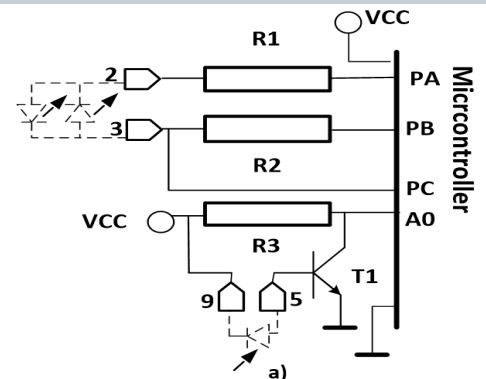 VCC
R1
2
PA
3
PB
R2
PC
VCC
A0
R3
T1
9
5
a)
Micrcontroller